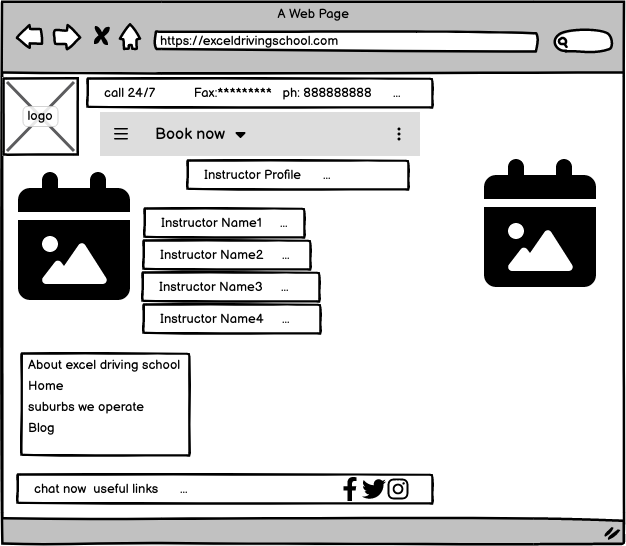 A Web Page
https://exceldrivingschool.com
logo
call 24/7 Fax:********* ph: 888888888 ...
Book now
Instructor Profile ...
Instructor Name1 ...
Instructor Name2 ...
Instructor Name3 ...
Instructor Name4 ...
About excel driving school
Home
suburbs we operate
Blog
chat now useful links ...